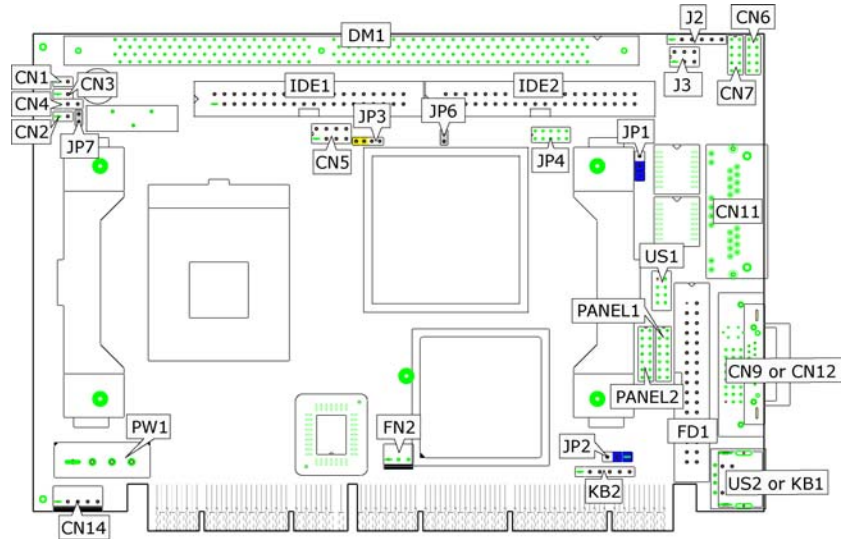 J2
CN6
DM1
CN1
CN3
IDE1
IDE2
J3
CN7
CN4
CN2
JP7
CN5
JP3
JP6
JP4
JP1
CN11
US1
PANEL1
CN9 or CN12
PANEL2
PW1
FN2
FD1
JP2
KB2
US2 or KB1
CN14